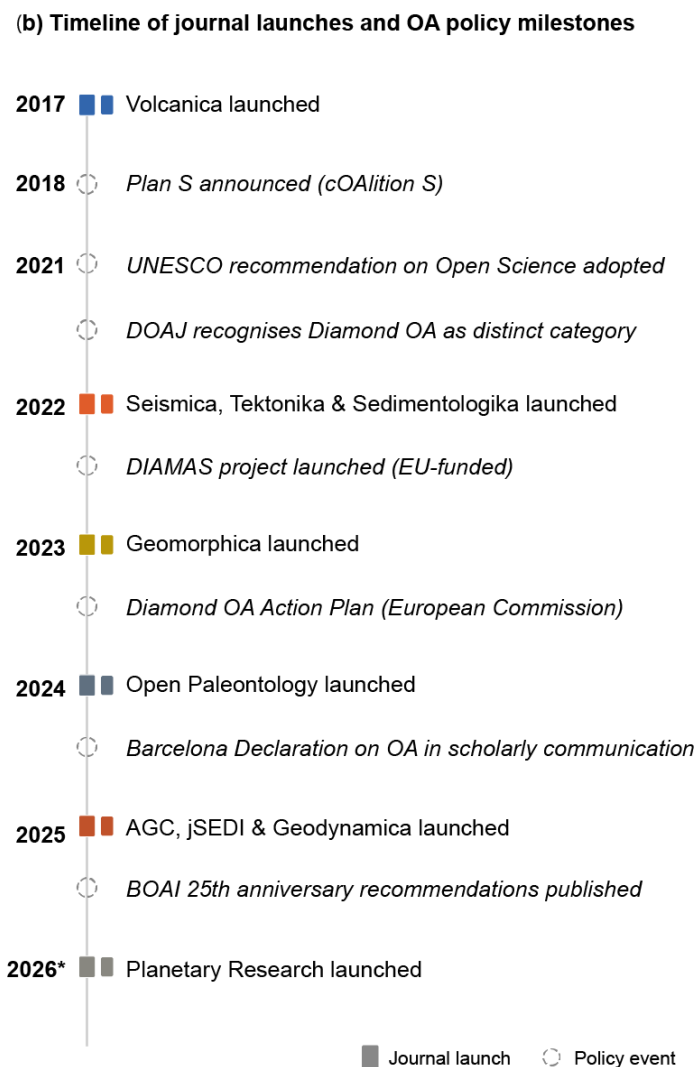 (b) Timeline of journal launches and OA policy milestones
2017 Volcanica launched
2018 Plan S announced (cOAlition S)
2021 UNESCO recommendation on Open Science adopted
DOAJ recognises Diamond OA as distinct category
2022 Seismica, Tektonika & Sedimentologika launched
DIAMAS project launched (EU-funded)
2023 Geomorphica launched
Diamond OA Action Plan (European Commission)
2024 Open Paleontology launched
Barcelona Declaration on OA in scholarly communication
2025 AGC, jSEDI & Geodynamica launched
BOAI 25th anniversary recommendations published
2026* Planetary Research launched
Journal launch Policy event